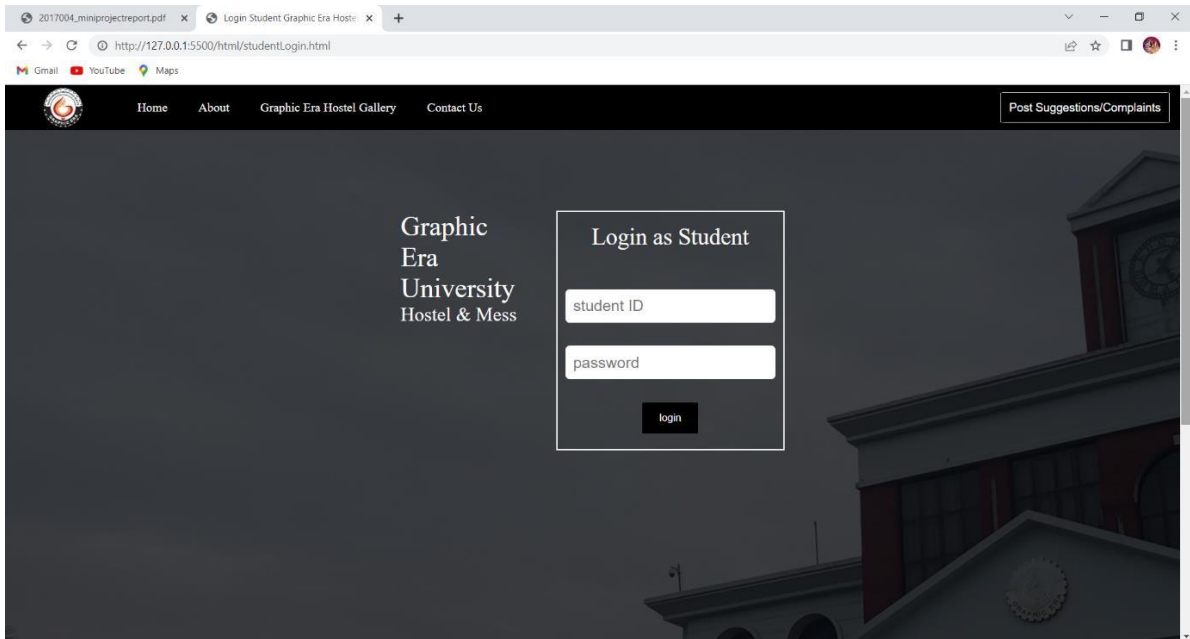 2017004_miniprojectreport.pdf
Login Student Graphic Era Hoste
http://127.0.0.1:5500/html/studentLogin.html
Gmail YouTube Maps
Home About Graphic Era Hostel Gallery Contact Us Post Suggestions/Complaints
Graphic
Era
University
Hostel & Mess
Login as Student
student ID
password
login